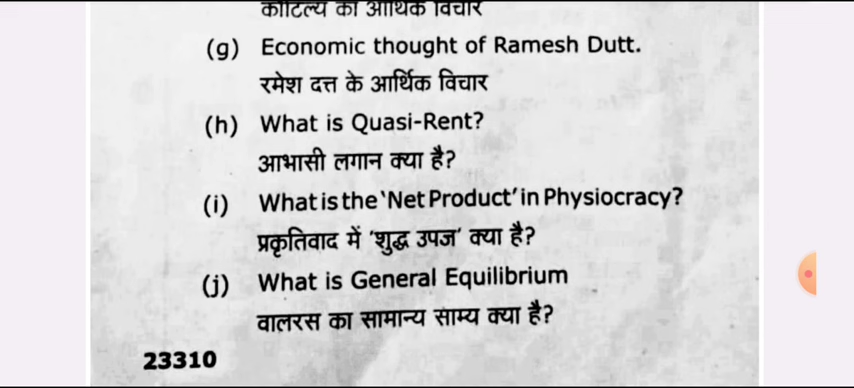 कौटिल्य का आर्थिक विचार
(g) Economic thought of Ramesh Dutt.
रमेश दत्त के आर्थिक विचार
(h) What is Quasi-Rent?
आभासी लगान क्या है?
(i) What is the 'Net Product' in Physiocracy?
प्रकृतिवाद में 'शुद्ध उपज' क्या है?
(j) What is General Equilibrium
वालरस का सामान्य साम्य क्या है?
23310